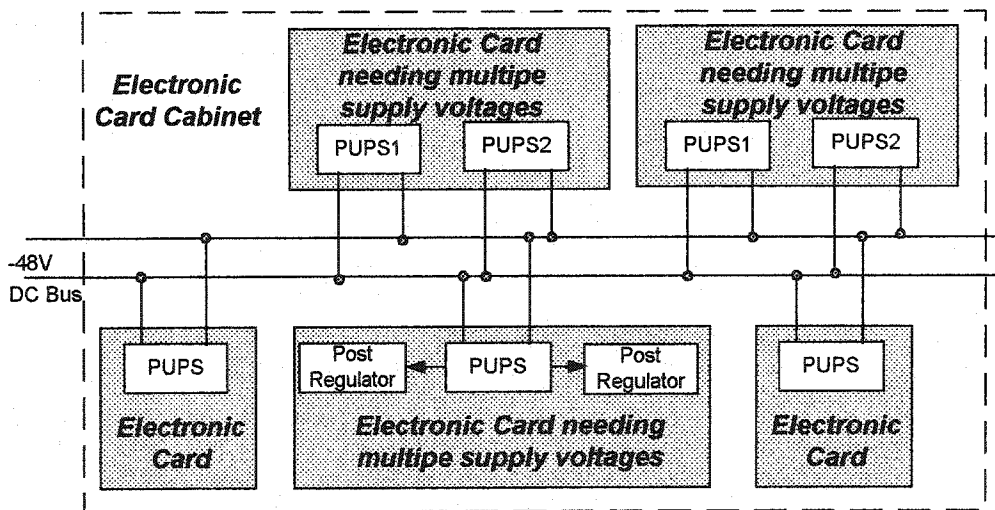 Electronic Card
needing multipe
supply voltages
Electronic Card
needing multipe
supply voltages
Electronic
Card Cabinet
PUPS1
PUPS2
PUPS1
PUPS2
-48V
DC Bus
PUPS
Post
Regulator
PUPS
Post
Regulator
PUPS
Electronic
Card
Electronic Card needing
multipe supply voltages
Electronic
Card